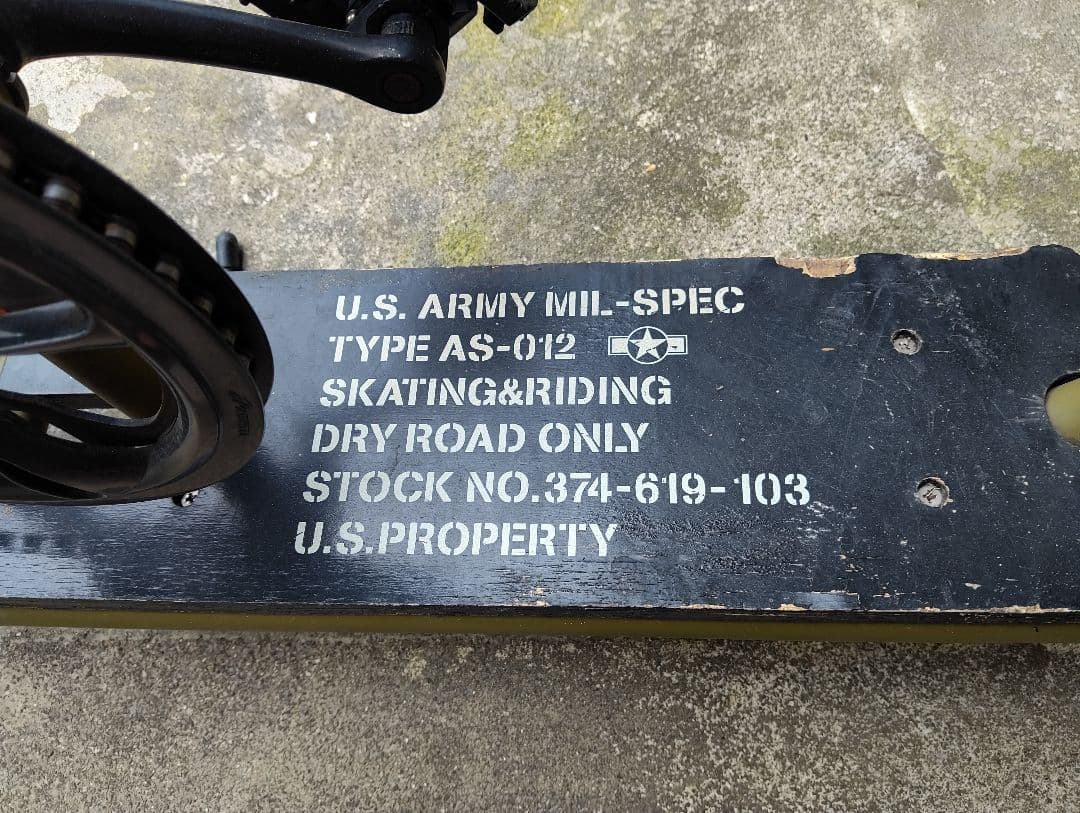 U.S. ARMY MIL-SPEC
TYPE AS-012
SKATING&RIDING
DRY ROAD ONLY
STOCK NO.374-619-103
U.S.PROPERTY